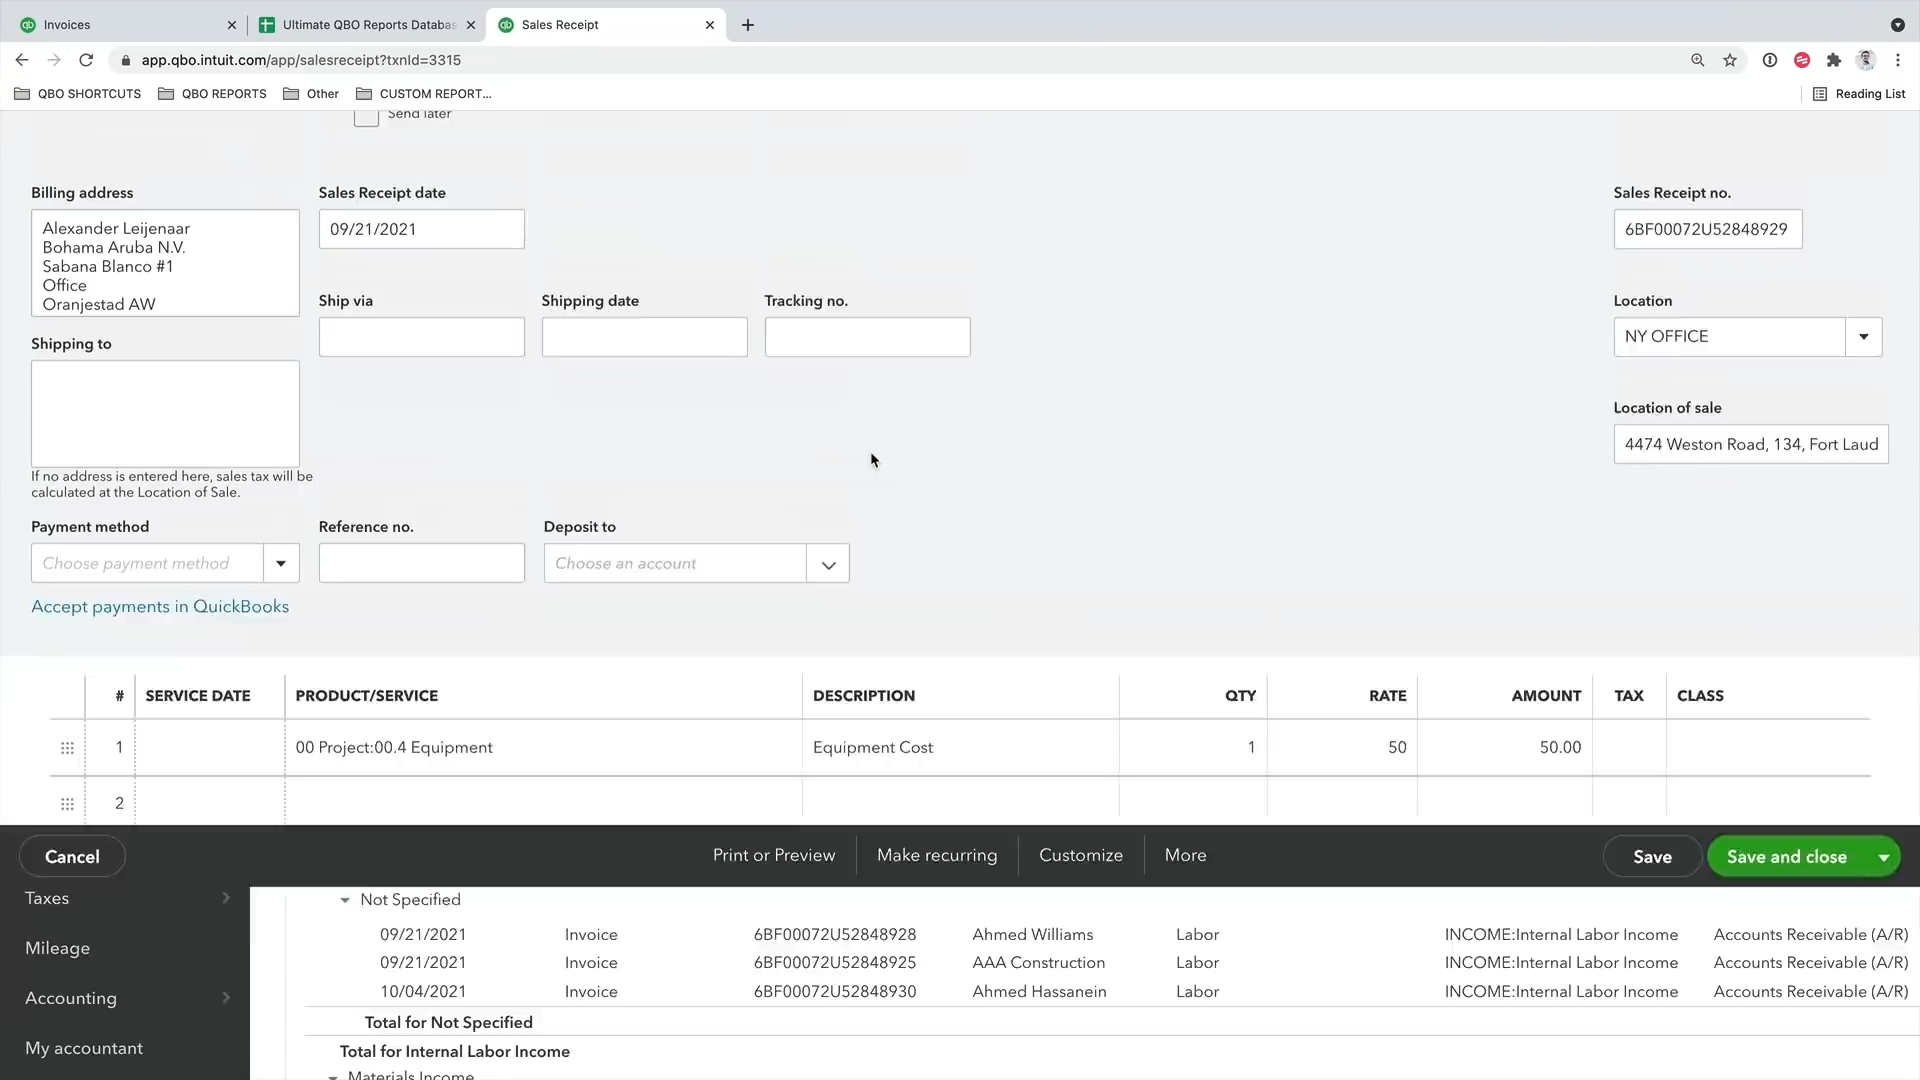 Invoices
Ultimate QBO Reports Databas
Sales Receipt
app.qbo.intuit.com/app/salesreceipt?txnId=3315
QBO SHORTCUTS
QBO REPORTS
Other
CUSTOM REPORT...
Reading List
Send later
Billing address
Sales Receipt date
Sales Receipt no.
Alexander Leijenaar
Bohama Aruba N.V.
Sabana Blanco #1
Office
Oranjestad AW
09/21/2021
6BF00072U52848929
Ship via
Shipping date
Tracking no.
Location
NY OFFICE
Shipping to
Location of sale
4474 Weston Road, 134, Fort Laud
If no address is entered here, sales tax will be
calculated at the Location of Sale.
Payment method
Reference no.
Deposit to
Choose payment method
Choose an account
Accept payments in QuickBooks
# SERVICE DATE PRODUCT/SERVICE DESCRIPTION QTY RATE AMOUNT TAX CLASS
1 00 Project:00.4 Equipment Equipment Cost 1 50 50.00
2
Cancel
Print or Preview
Make recurring
Customize
More
Save
Save and close
Taxes
Mileage
Accounting
My accountant
Not Specified
09/21/2021 Invoice 6BF00072U52848928 Ahmed Williams Labor INCOME:Internal Labor Income Accounts Receivable (A/R)
09/21/2021 Invoice 6BF00072U52848925 AAA Construction Labor INCOME:Internal Labor Income Accounts Receivable (A/R)
10/04/2021 Invoice 6BF00072U52848930 Ahmed Hassanein Labor INCOME:Internal Labor Income Accounts Receivable (A/R)
Total for Not Specified
Total for Internal Labor Income
Materials Income